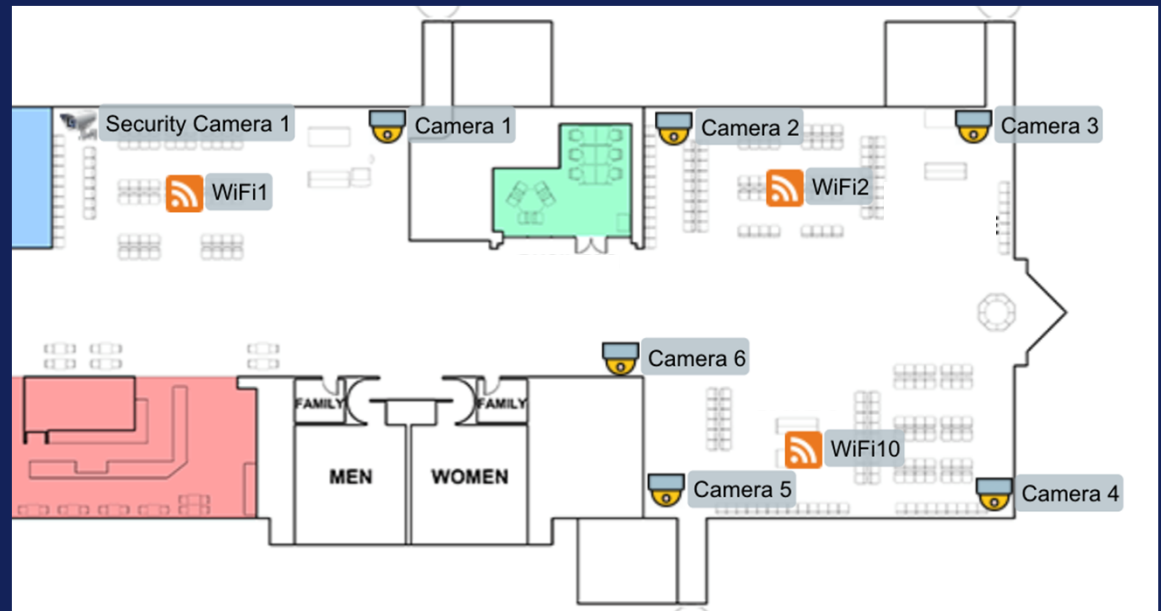 Security Camera 1
Camera 1
Camera 2
Camera 3
WiFi1
WiFi2
Camera 6
FAMILY
FAMILY
MEN
WOMEN
WiFi10
Camera 5
Camera 4